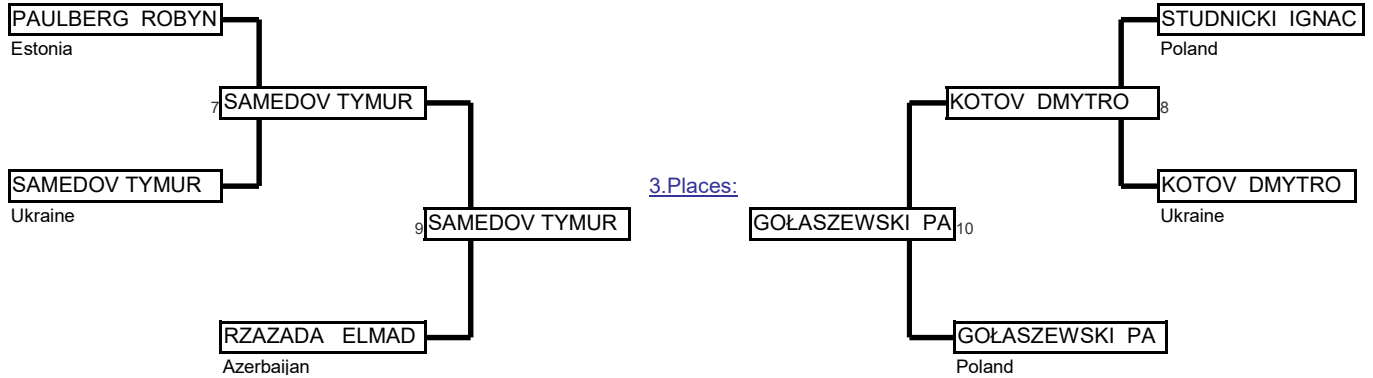 PAULBERG ROBYN
Estonia
7 SAMEDOV TYMUR
SAMEDOV TYMUR
Ukraine
9 SAMEDOV TYMUR
RZAZADA ELMAD
Azerbaijan
3.Places:
STUDNICKI IGNAC
Poland
KOTOV DMYTRO 8
KOTOV DMYTRO
Ukraine
GOŁASZEWSKI PA 10
GOŁASZEWSKI PA
Poland